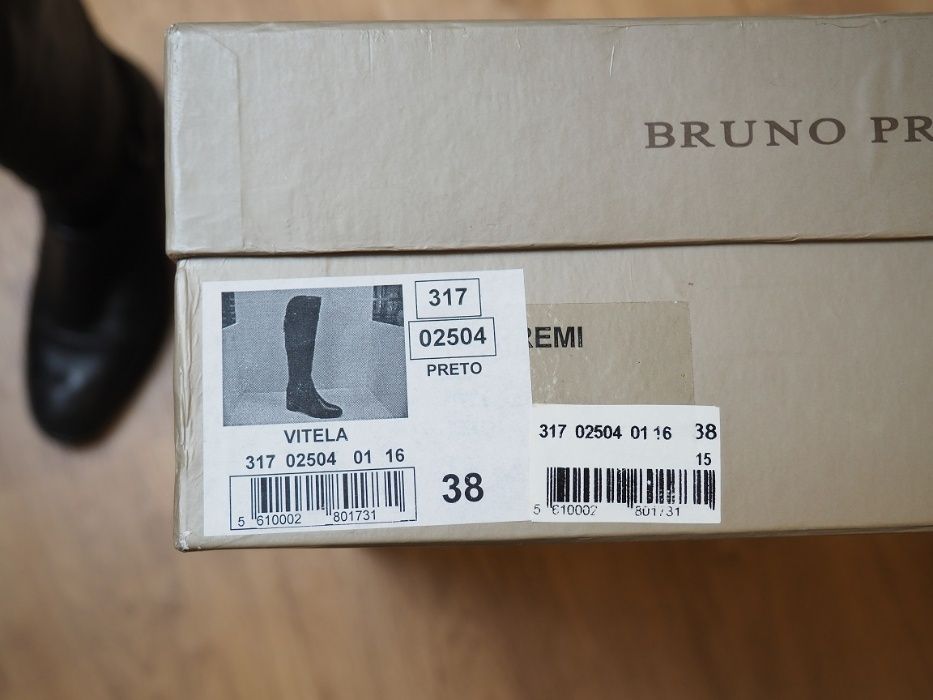 BRUNO PR
317
02504
PRETO
VITELA
317 02504 01 16
38
5 610002 801731
REMI
317 02504 01 16 38
15
5 610002 801731